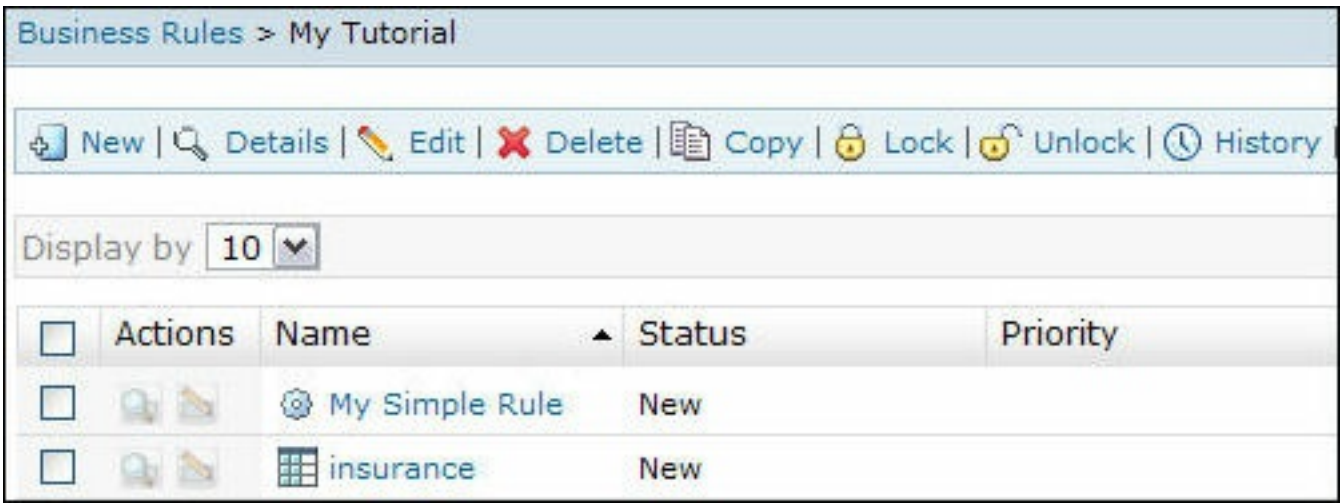 Business Rules > My Tutorial
New | Details | Edit | Delete | Copy | Lock | Unlock | History
Display by 10
Actions Name Status Priority
My Simple Rule New
insurance New